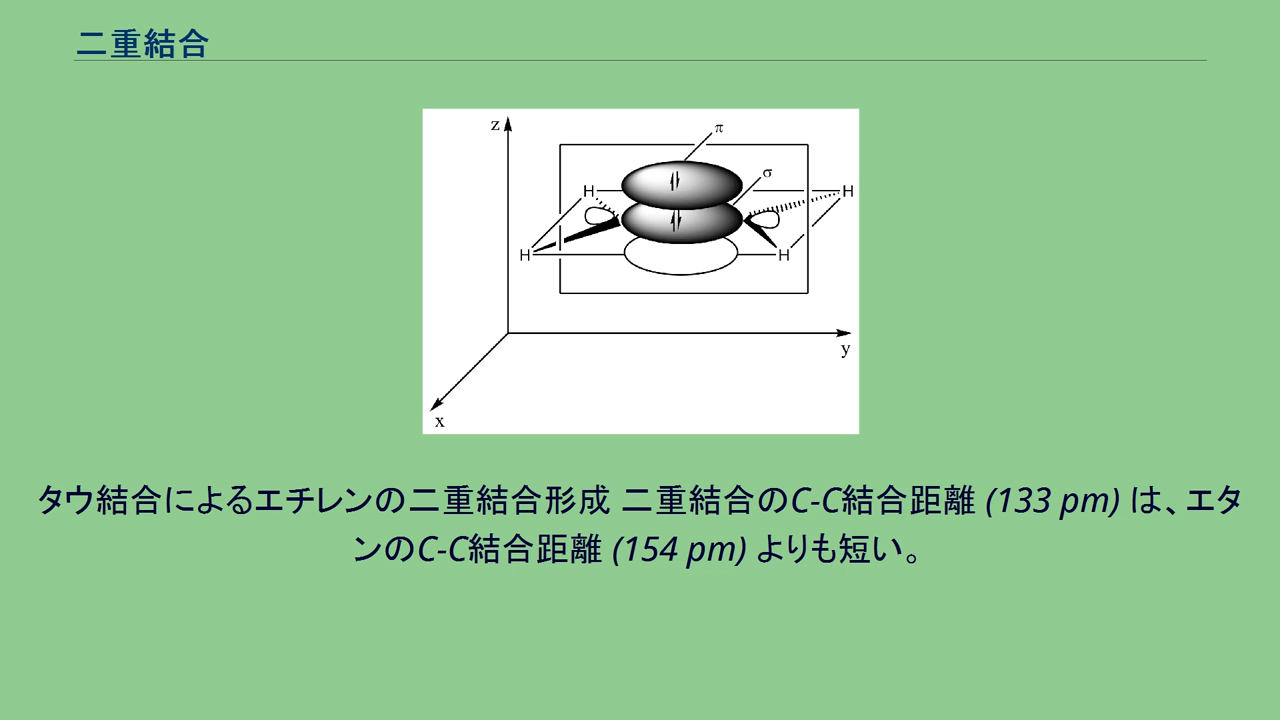 二重結合
z
π
σ
H
H
H
H
y
x
タウ結合によるエチレンの二重結合形成 二重結合のC-C結合距離 (133 pm) は、エタ
ンのC-C結合距離 (154 pm) よりも短い。